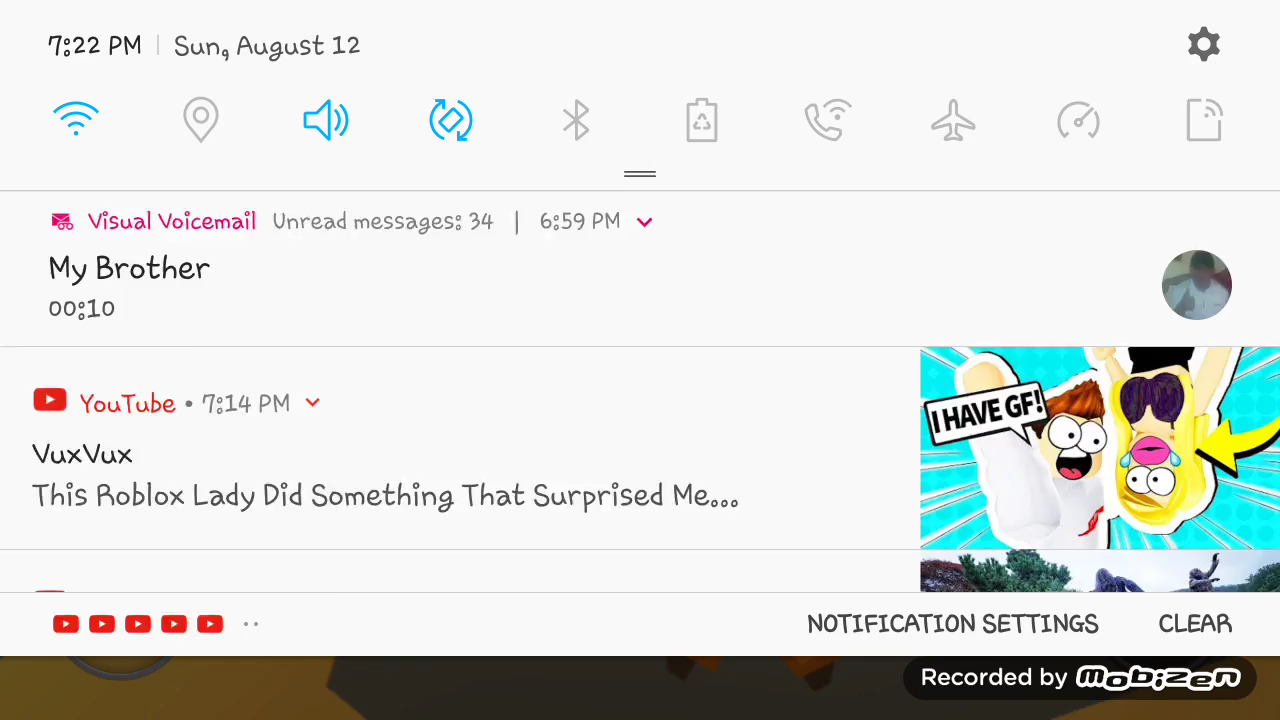 7:22 PM | Sun, August 12
Visual Voicemail Unread messages: 34 | 6:59 PM
My Brother
00:10
YouTube • 7:14 PM
VuxVux
This Roblox Lady Did Something That Surprised Me...
I HAVE GF!
NOTIFICATION SETTINGS CLEAR
Recorded by mobizen